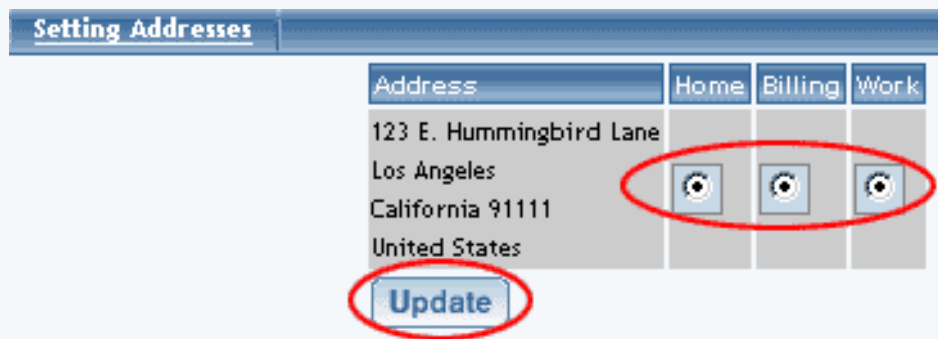 Setting Addresses
Address Home Billing Work
123 E. Hummingbird Lane
Los Angeles
California 91111
United States
Update